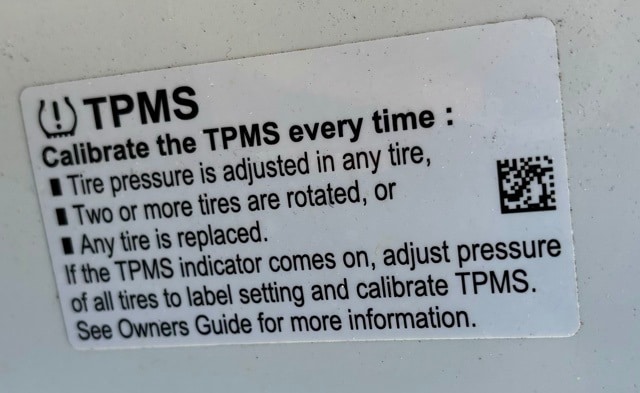 TPMS
Calibrate the TPMS every time :
Tire pressure is adjusted in any tire,
Two or more tires are rotated, or
Any tire is replaced.
If the TPMS indicator comes on, adjust pressure
of all tires to label setting and calibrate TPMS.
See Owners Guide for more information.